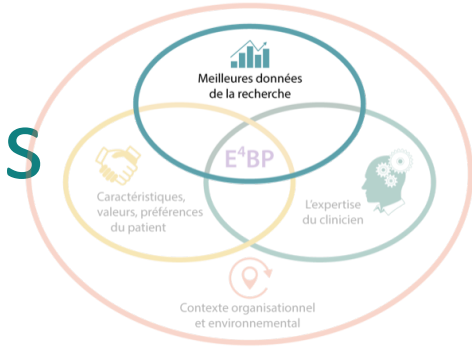 Meilleures données
de la recherche
S
E⁴BP
Caractéristiques,
valeurs, préférences
du patient
L'expertise
du clinicien
Contexte organisationnel
et environnemental